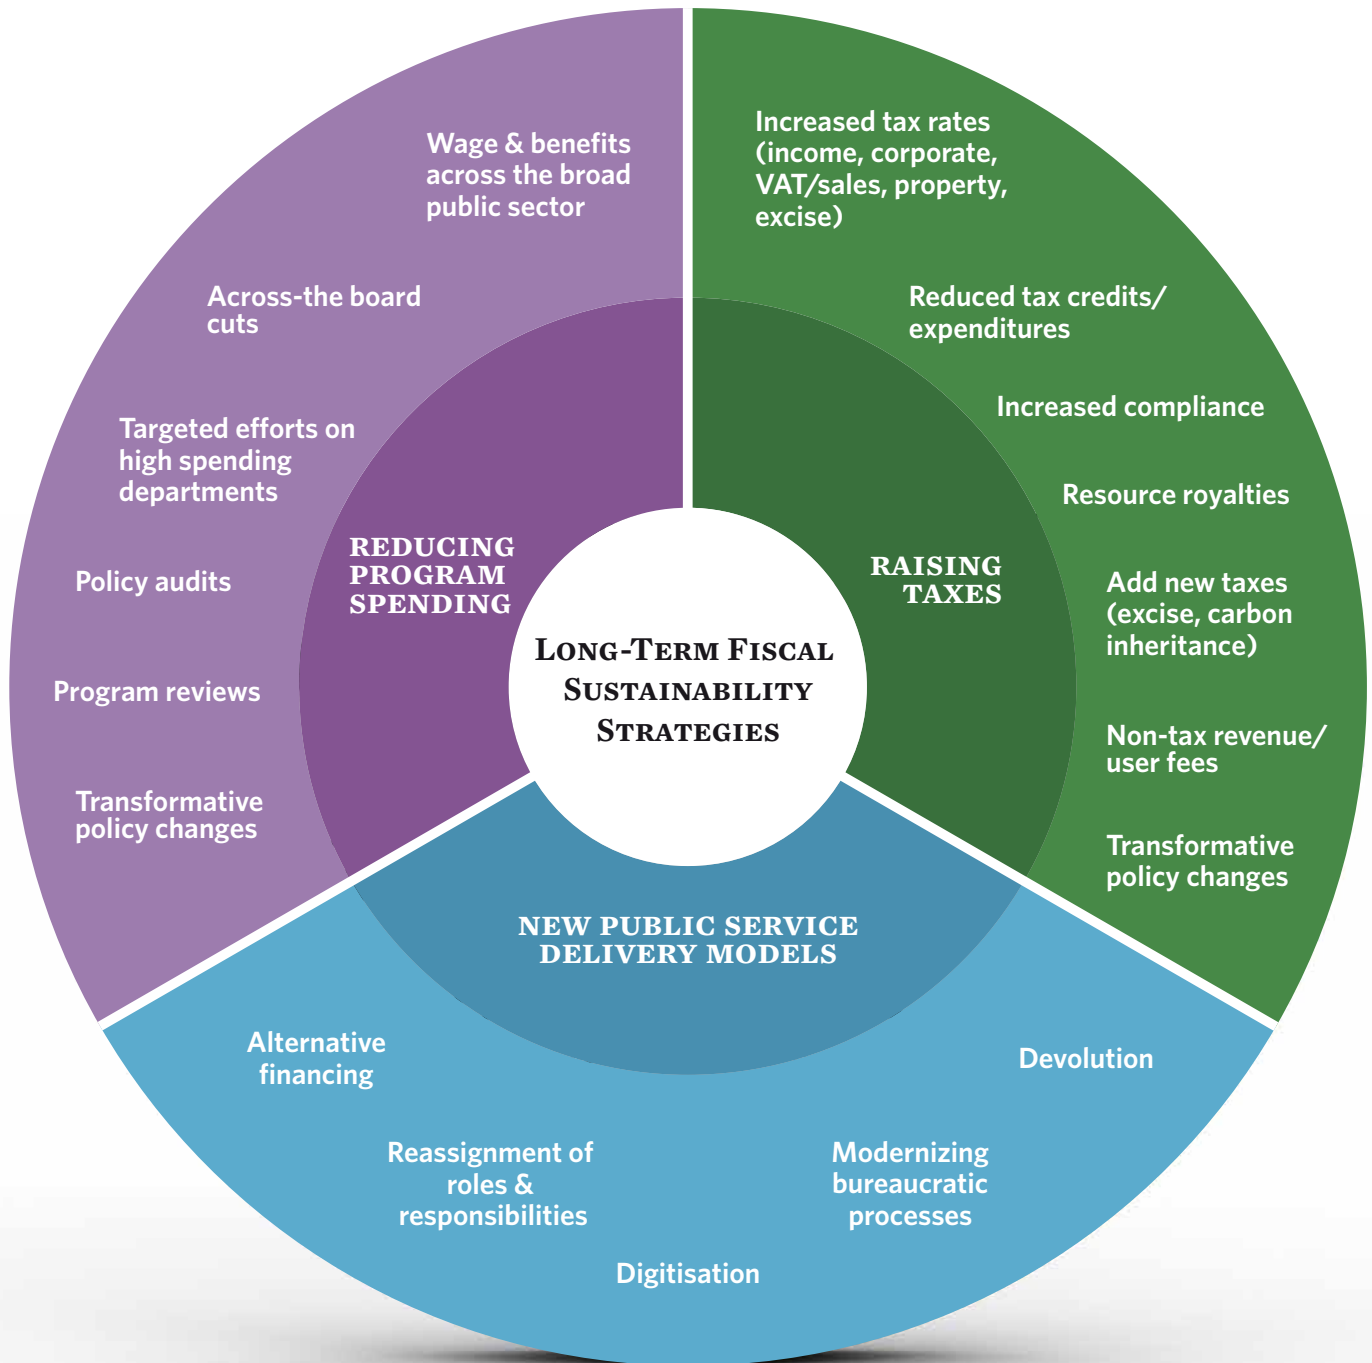 Wage & benefits
across the broad
public sector
Across-the board
cuts
Targeted efforts on
high spending
departments
Policy audits
Program reviews
Transformative
policy changes
REDUCING
PROGRAM
SPENDING
Increased tax rates
(income, corporate,
VAT/sales, property,
excise)
Reduced tax credits/
expenditures
Increased compliance
Resource royalties
Add new taxes
(excise, carbon
inheritance)
Non-tax revenue/
user fees
Transformative
policy changes
RAISING
TAXES
LONG-TERM FISCAL
SUSTAINABILITY
STRATEGIES
NEW PUBLIC SERVICE
DELIVERY MODELS
Alternative
financing
Reassignment of
roles &
responsibilities
Digitisation
Modernizing
bureaucratic
processes
Devolution